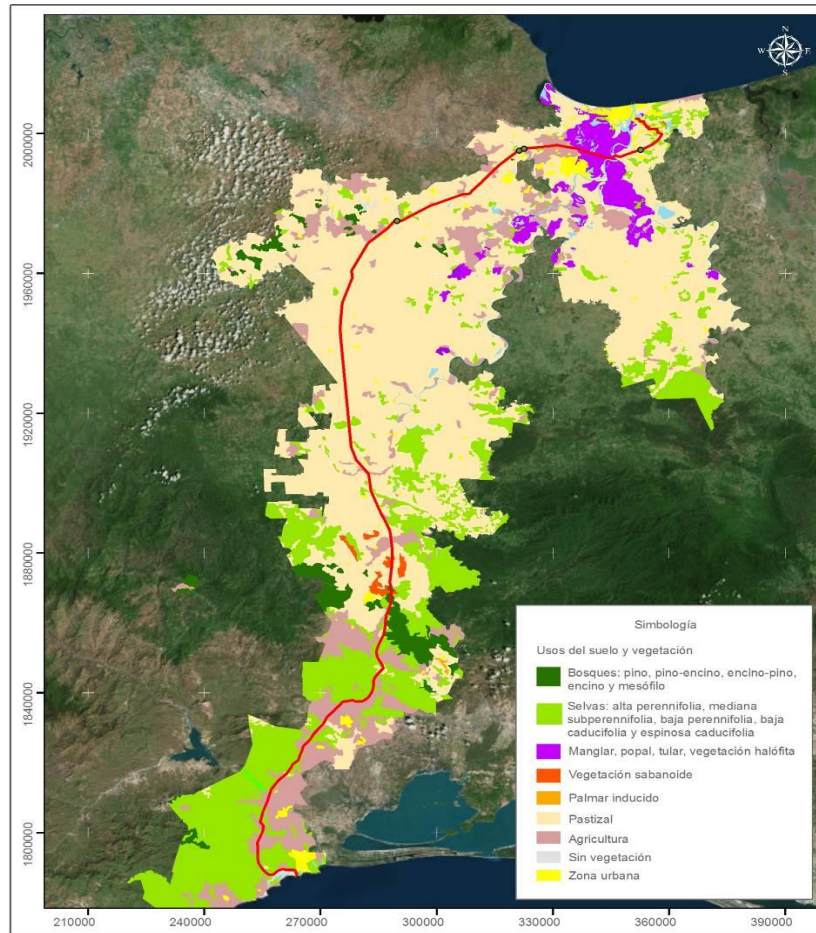 N
W E
S
2000000
1960000
1920000
1880000
1840000
1800000
Simbología
Usos del suelo y vegetación
Bosques: pino, pino-encino, encino-pino,
encino y mesófilo
Selvas: alta perennifolia, mediana
subperennifolia, baja perennifolia, baja
caducifolia y espinosa caducifolia
Manglar, popal, tular, vegetación halófita
Vegetación sabanoide
Palmar inducido
Pastizal
Agricultura
Sin vegetación
Zona urbana
210000 240000 270000 300000 330000 360000 390000